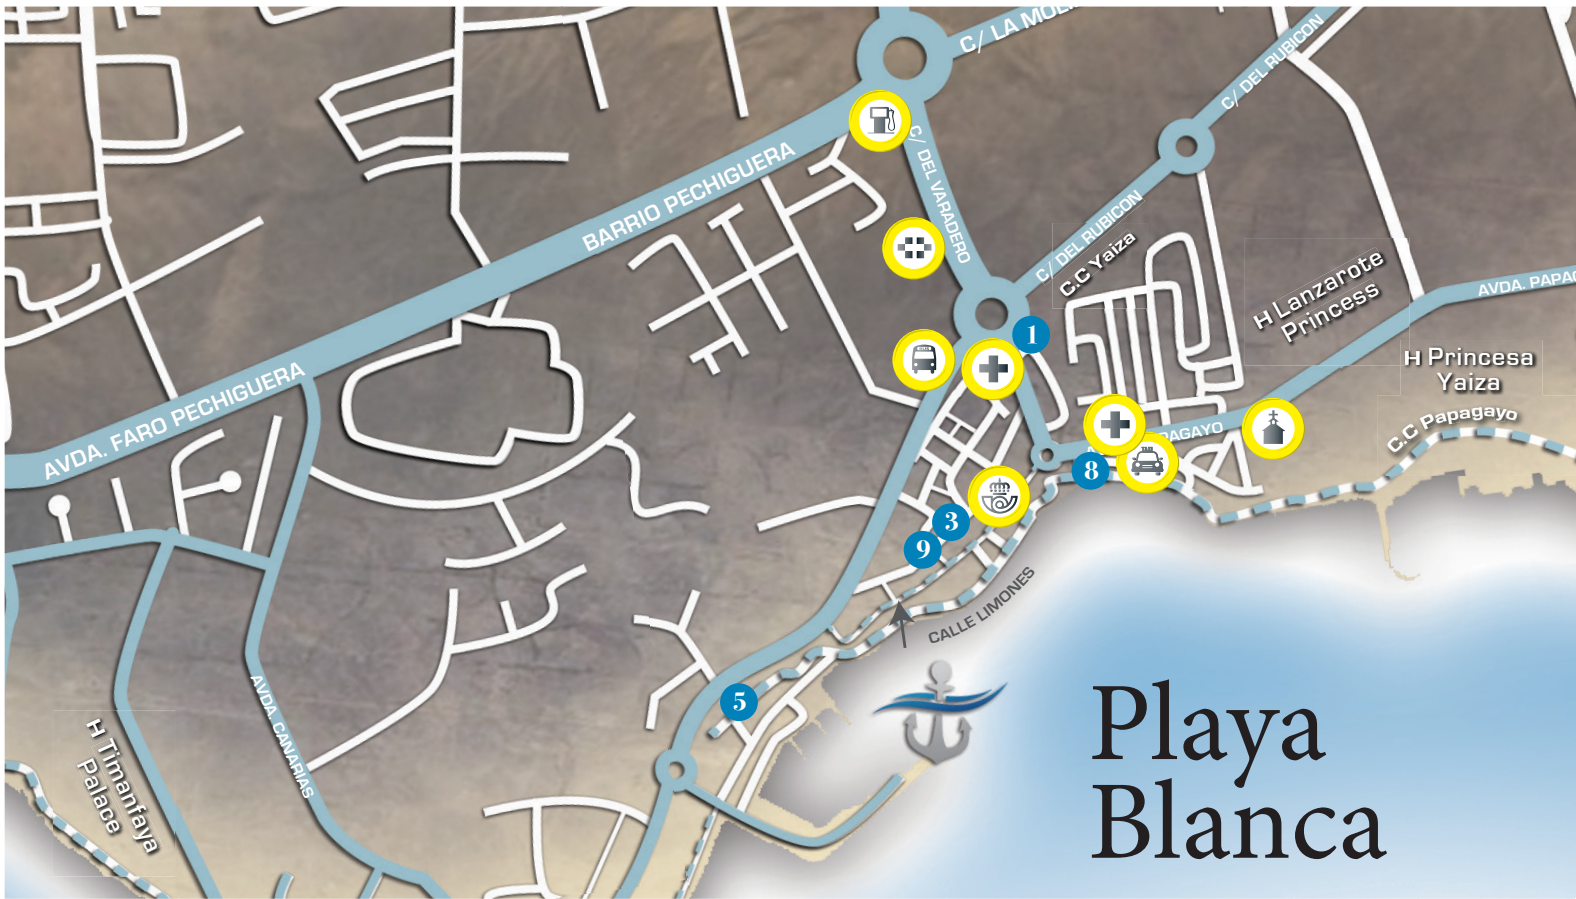 C/ LA MOL
C/ DEL RUBICON
BARRIO PECHIGUERA
C/ DEL VARADERO
C/ DEL RUBICON
C.C Yaiza
H Lanzarote
Princess
AVDA. PAPAG
1
H Princesa
Yaiza
AVDA. FARO PECHIGUERA
C.C Papagayo
PAGAYO
8
3
9
CALLE LIMONES
5
AVDA. CANARIAS
H Timanfaya
Palace
Playa
Blanca